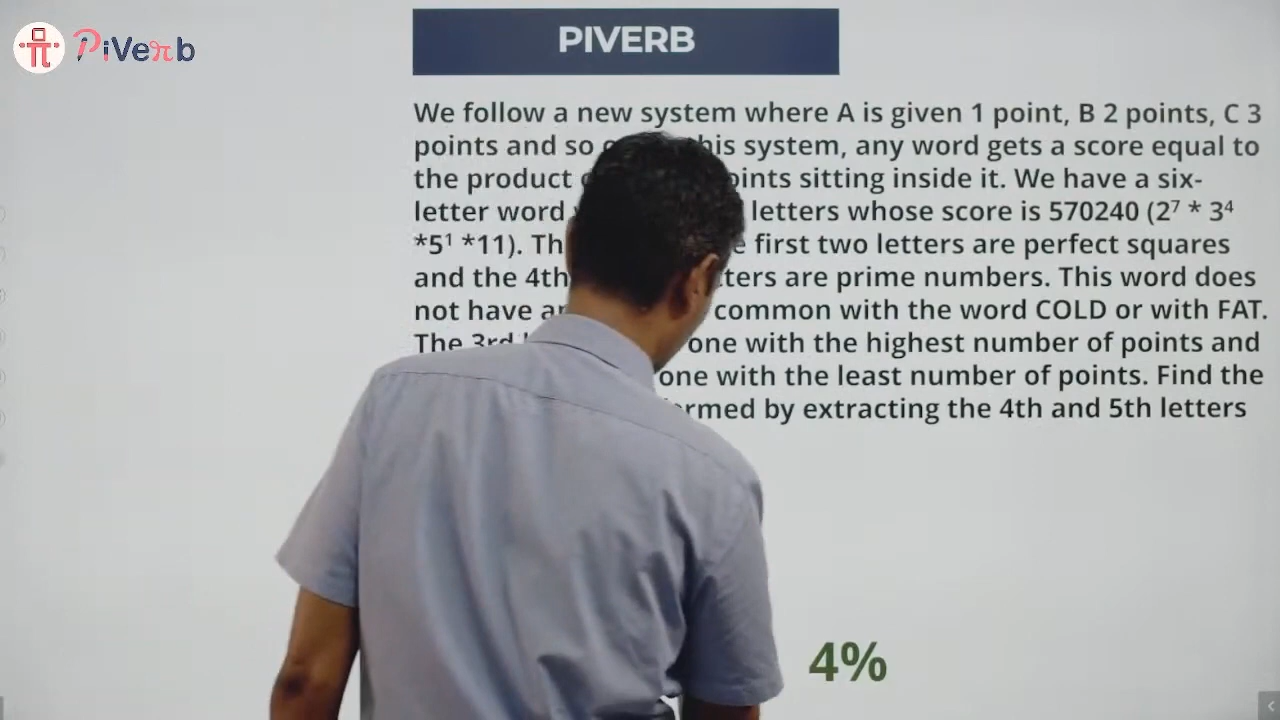 PiVerb
PIVERB
We follow a new system where A is given 1 point, B 2 points, C 3
points and so this system, any word gets a score equal to
the product points sitting inside it. We have a six-
letter word letters whose score is 570240 (2⁷ * 3⁴
*5¹ *11). first two letters are perfect squares
and the 4th letters are prime numbers. This word does
not have common with the word COLD or with FAT.
The 3rd one with the highest number of points and
one with the least number of points. Find the
formed by extracting the 4th and 5th letters
4%